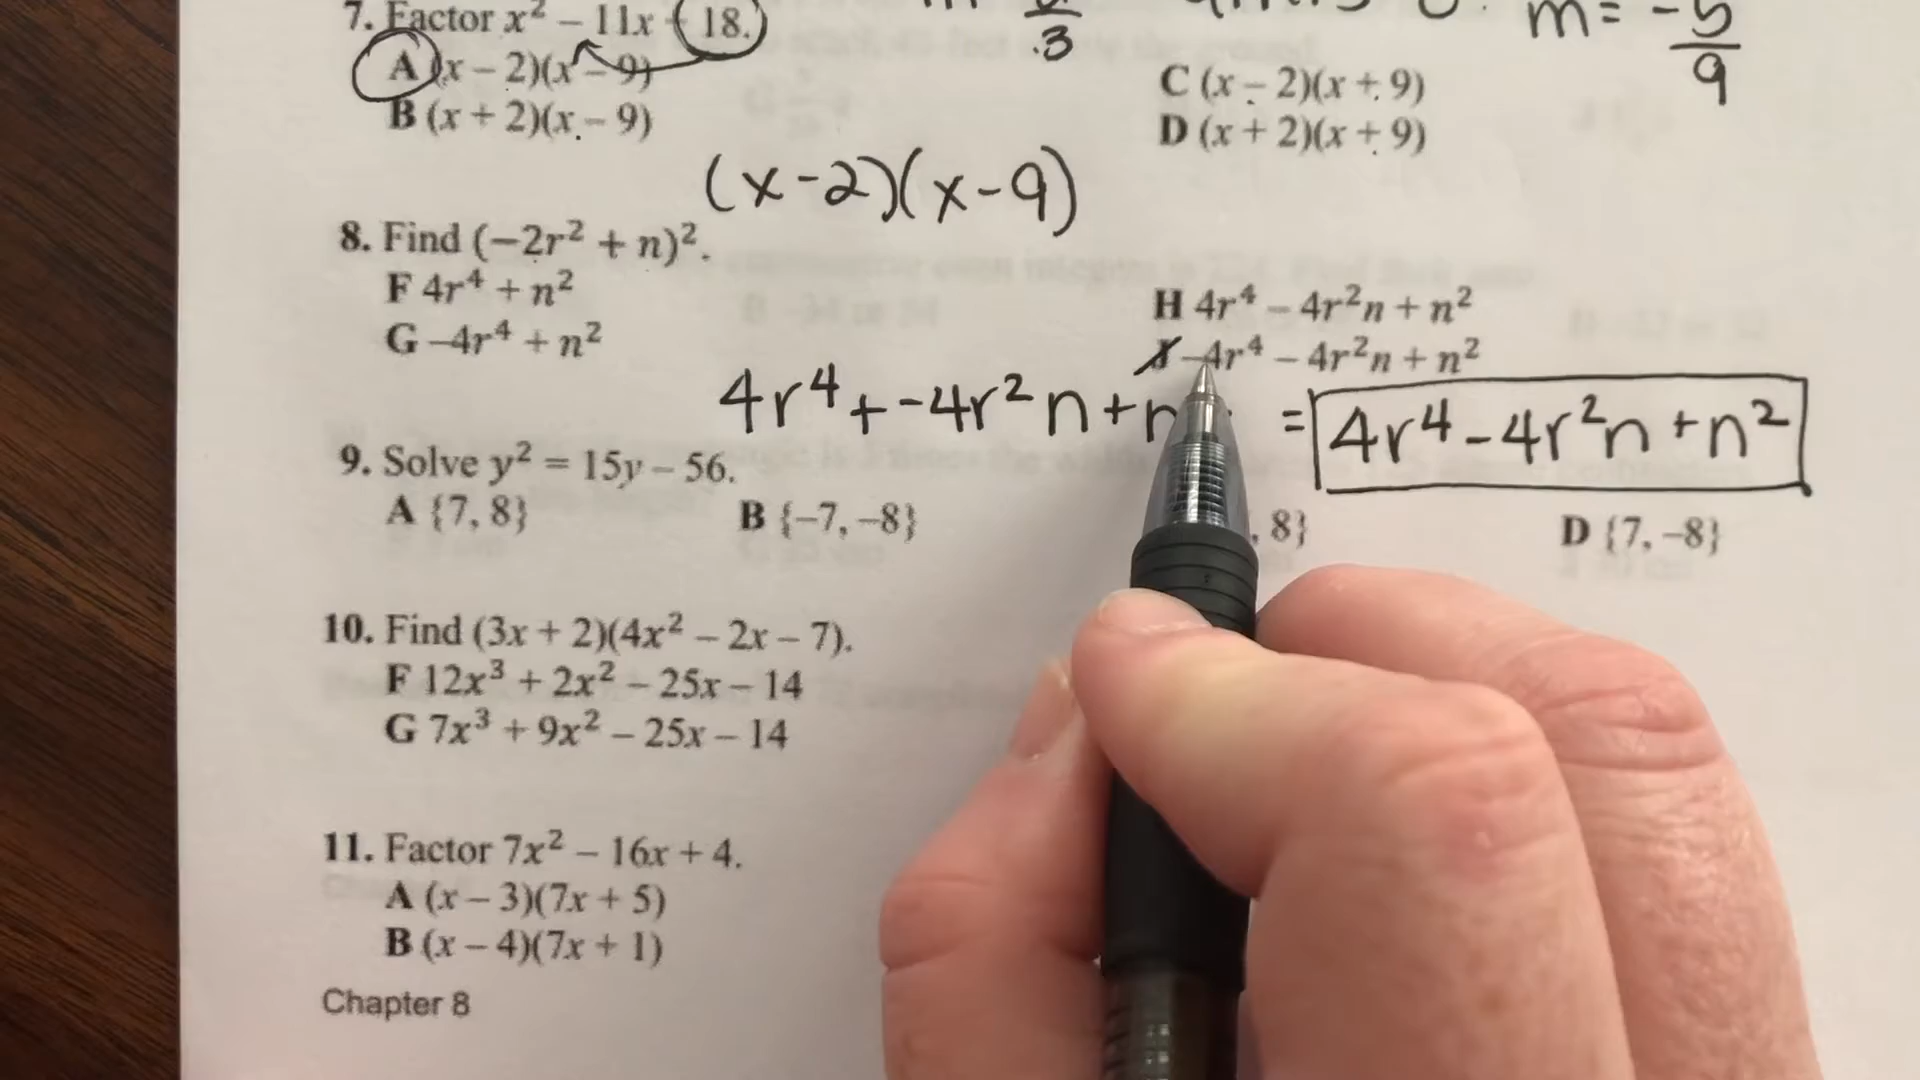 7. Factor x² – 11x + 18.
A (x – 2)(x – 9)
B (x + 2)(x – 9)
C (x – 2)(x + 9)
D (x + 2)(x + 9)
.3
m = -5/9
(x-2)(x-9)
8. Find (–2r² + n)².
F 4r⁴ + n²
G –4r⁴ + n²
H 4r⁴ – 4r²n + n²
–4r⁴ – 4r²n + n²
4r⁴ + -4r²n + n
= 4r⁴ - 4r²n + n²
9. Solve y² = 15y – 56.
A {7, 8}
B {–7, –8}
, 8}
D {7, –8}
10. Find (3x + 2)(4x² – 2x – 7).
F 12x³ + 2x² – 25x – 14
G 7x³ + 9x² – 25x – 14
11. Factor 7x² – 16x + 4.
A (x – 3)(7x + 5)
B (x – 4)(7x + 1)
Chapter 8